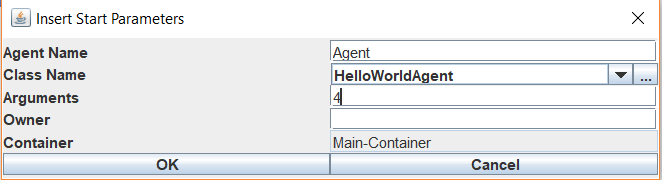 Insert Start Parameters
Agent Name Agent
Class Name HelloWorldAgent ...
Arguments 4
Owner
Container Main-Container
OK Cancel